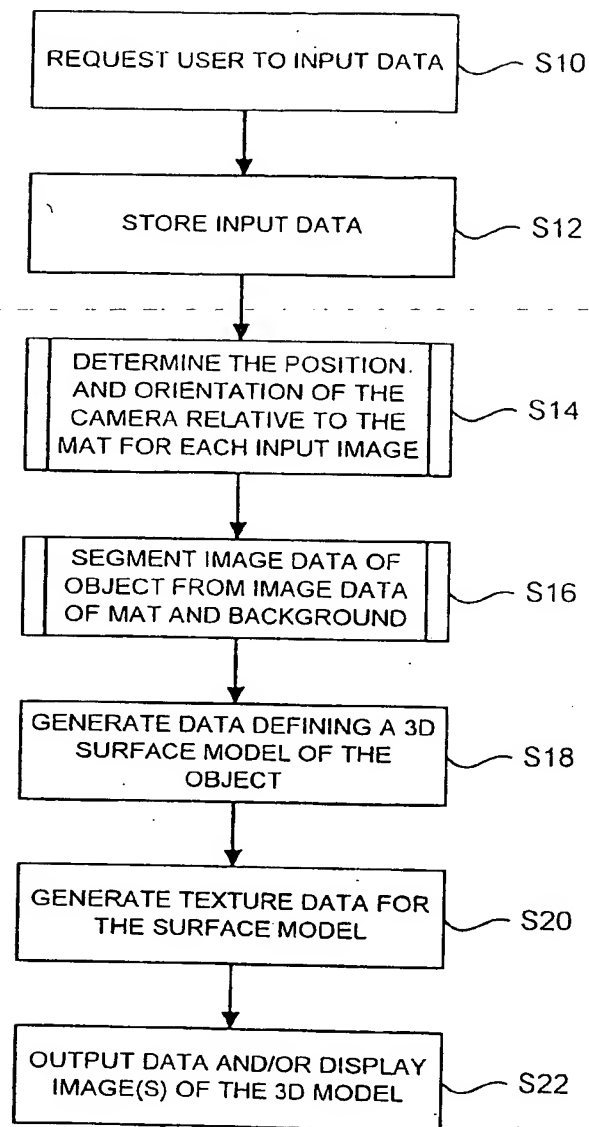 REQUEST USER TO INPUT DATA
S10
STORE INPUT DATA
S12
DETERMINE THE POSITION.
AND ORIENTATION OF THE
CAMERA RELATIVE TO THE
MAT FOR EACH INPUT IMAGE
S14
SEGMENT IMAGE DATA OF
OBJECT FROM IMAGE DATA
OF MAT AND BACKGROUND
S16
GENERATE DATA DEFINING A 3D
SURFACE MODEL OF THE
OBJECT
S18
GENERATE TEXTURE DATA FOR
THE SURFACE MODEL
S20
OUTPUT DATA AND/OR DISPLAY
IMAGE(S) OF THE 3D MODEL
S22